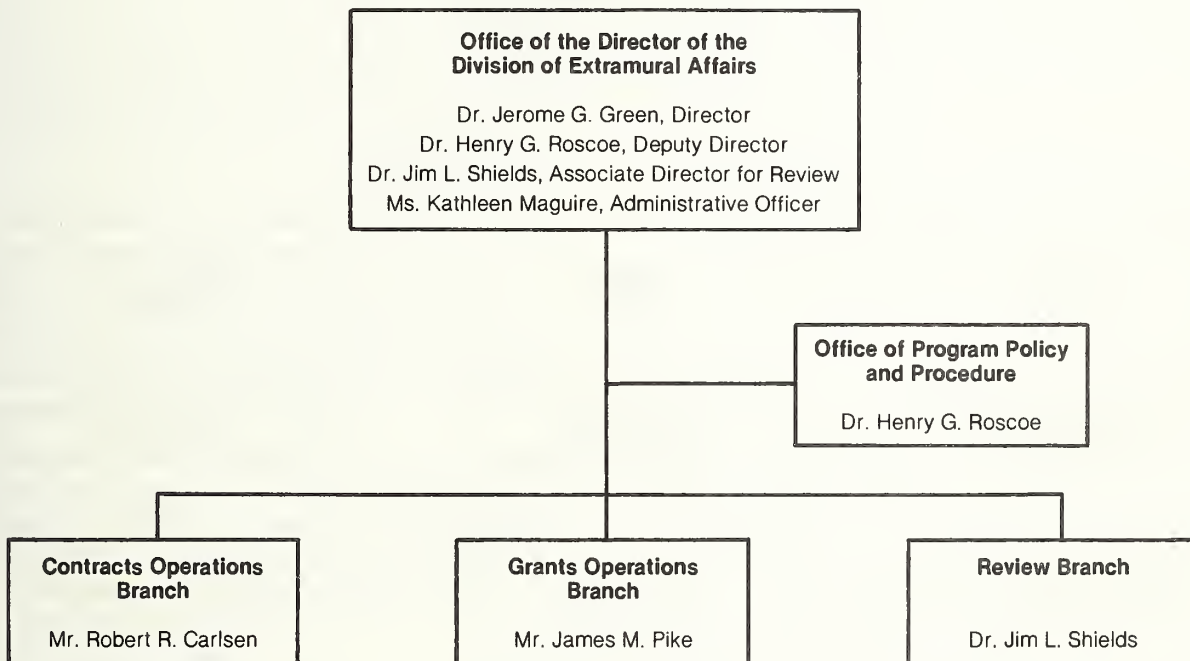 Office of the Director of the
Division of Extramural Affairs
Dr. Jerome G. Green, Director
Dr. Henry G. Roscoe, Deputy Director
Dr. Jim L. Shields, Associate Director for Review
Ms. Kathleen Maguire, Administrative Officer
Office of Program Policy
and Procedure
Dr. Henry G. Roscoe
Contracts Operations
Branch
Mr. Robert R. Carlsen
Grants Operations
Branch
Mr. James M. Pike
Review Branch
Dr. Jim L. Shields